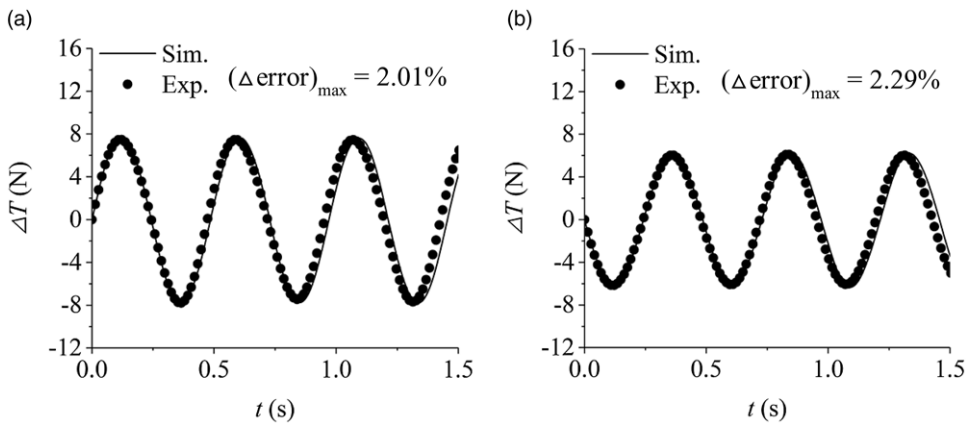 (a)
16
12
8
4
0
-4
-8
-12
ΔT (N)
Sim.
Exp. (Δ error)max = 2.01%
0.0 0.5 1.0 1.5
t (s)
(b)
16
12
8
4
0
-4
-8
-12
ΔT (N)
Sim.
Exp. (Δ error)max = 2.29%
0.0 0.5 1.0 1.5
t (s)